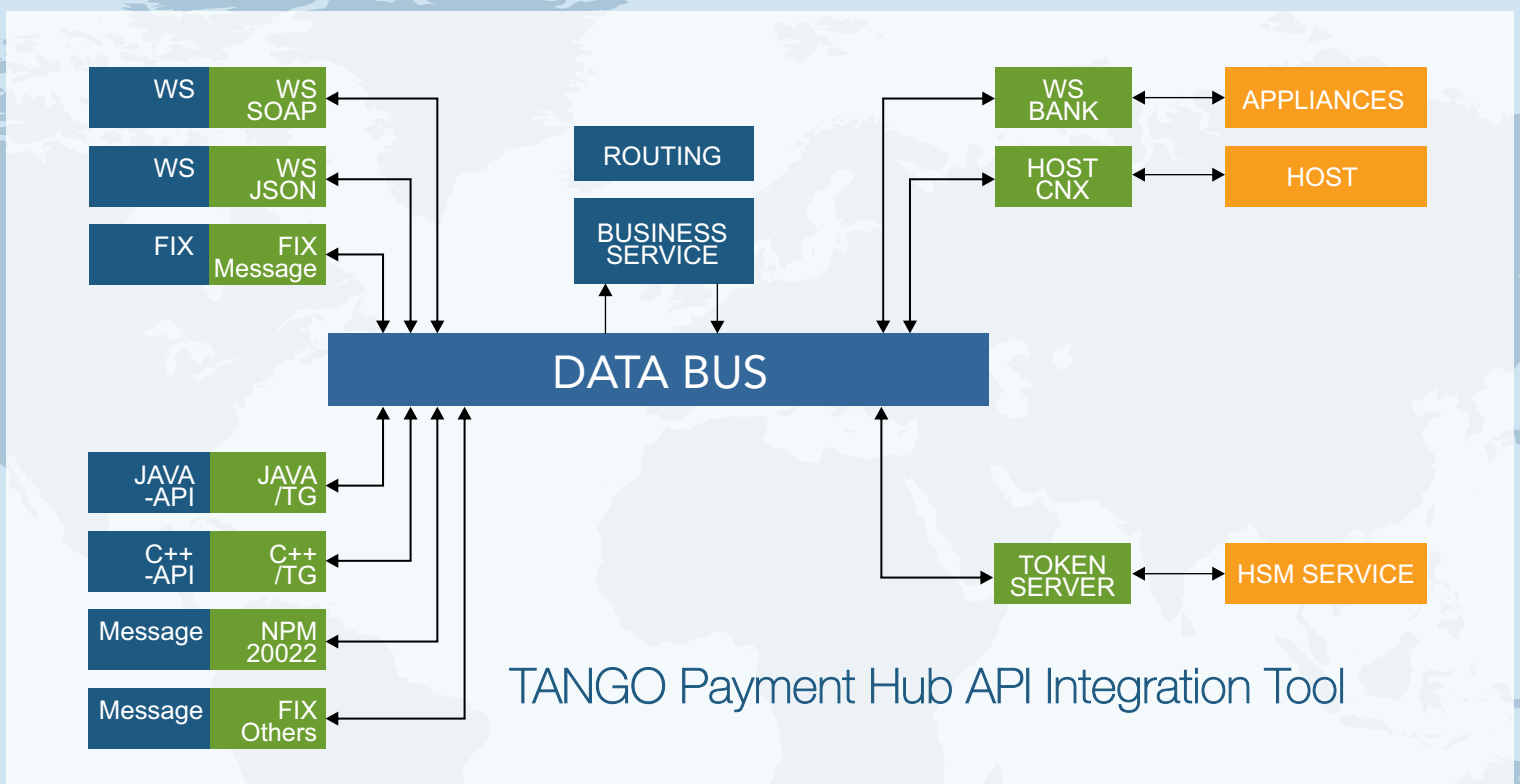 WS
WS
SOAP
WS
WS
JSON
FIX
FIX
Message
ROUTING
BUSINESS
SERVICE
WS
BANK
APPLIANCES
HOST
CNX
HOST
DATA BUS
JAVA
-API
JAVA
/TG
C++
-API
C++
/TG
Message
NPM
20022
Message
FIX
Others
TOKEN
SERVER
HSM SERVICE
TANGO Payment Hub API Integration Tool